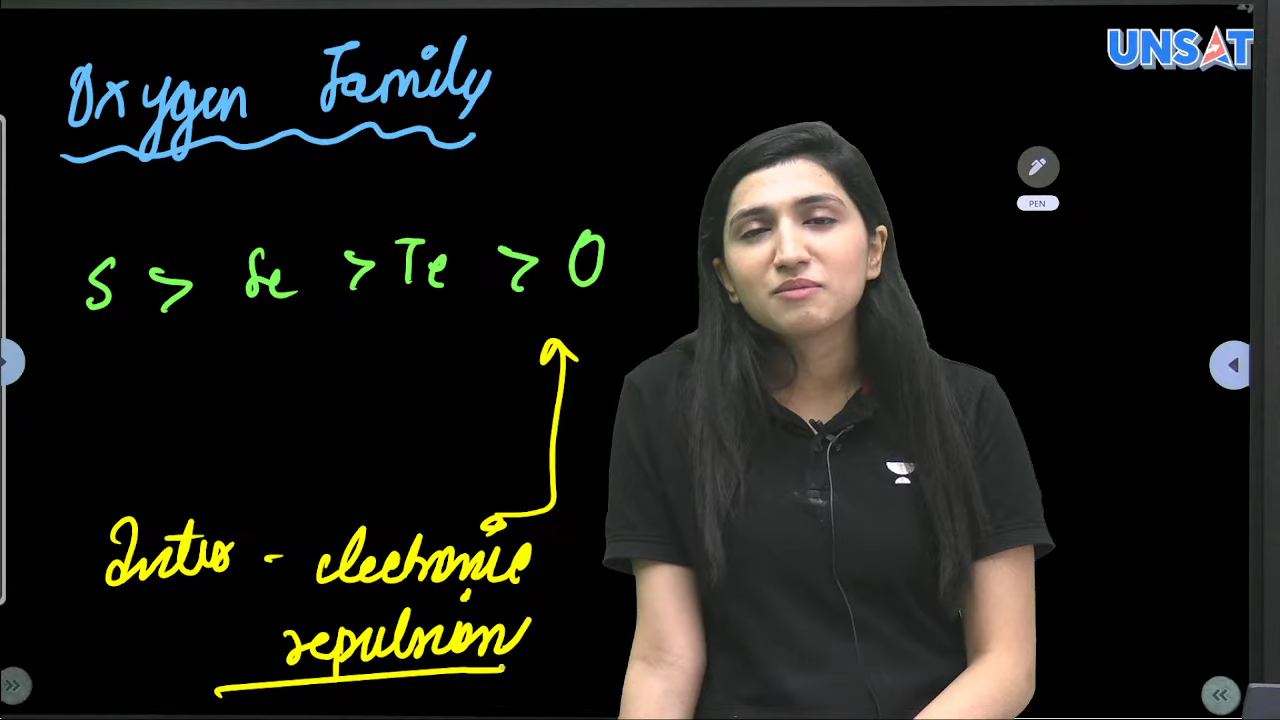 Oxygen Family
UNSAT
PEN
S > Se > Te > O
Inter - electronic
repulsion